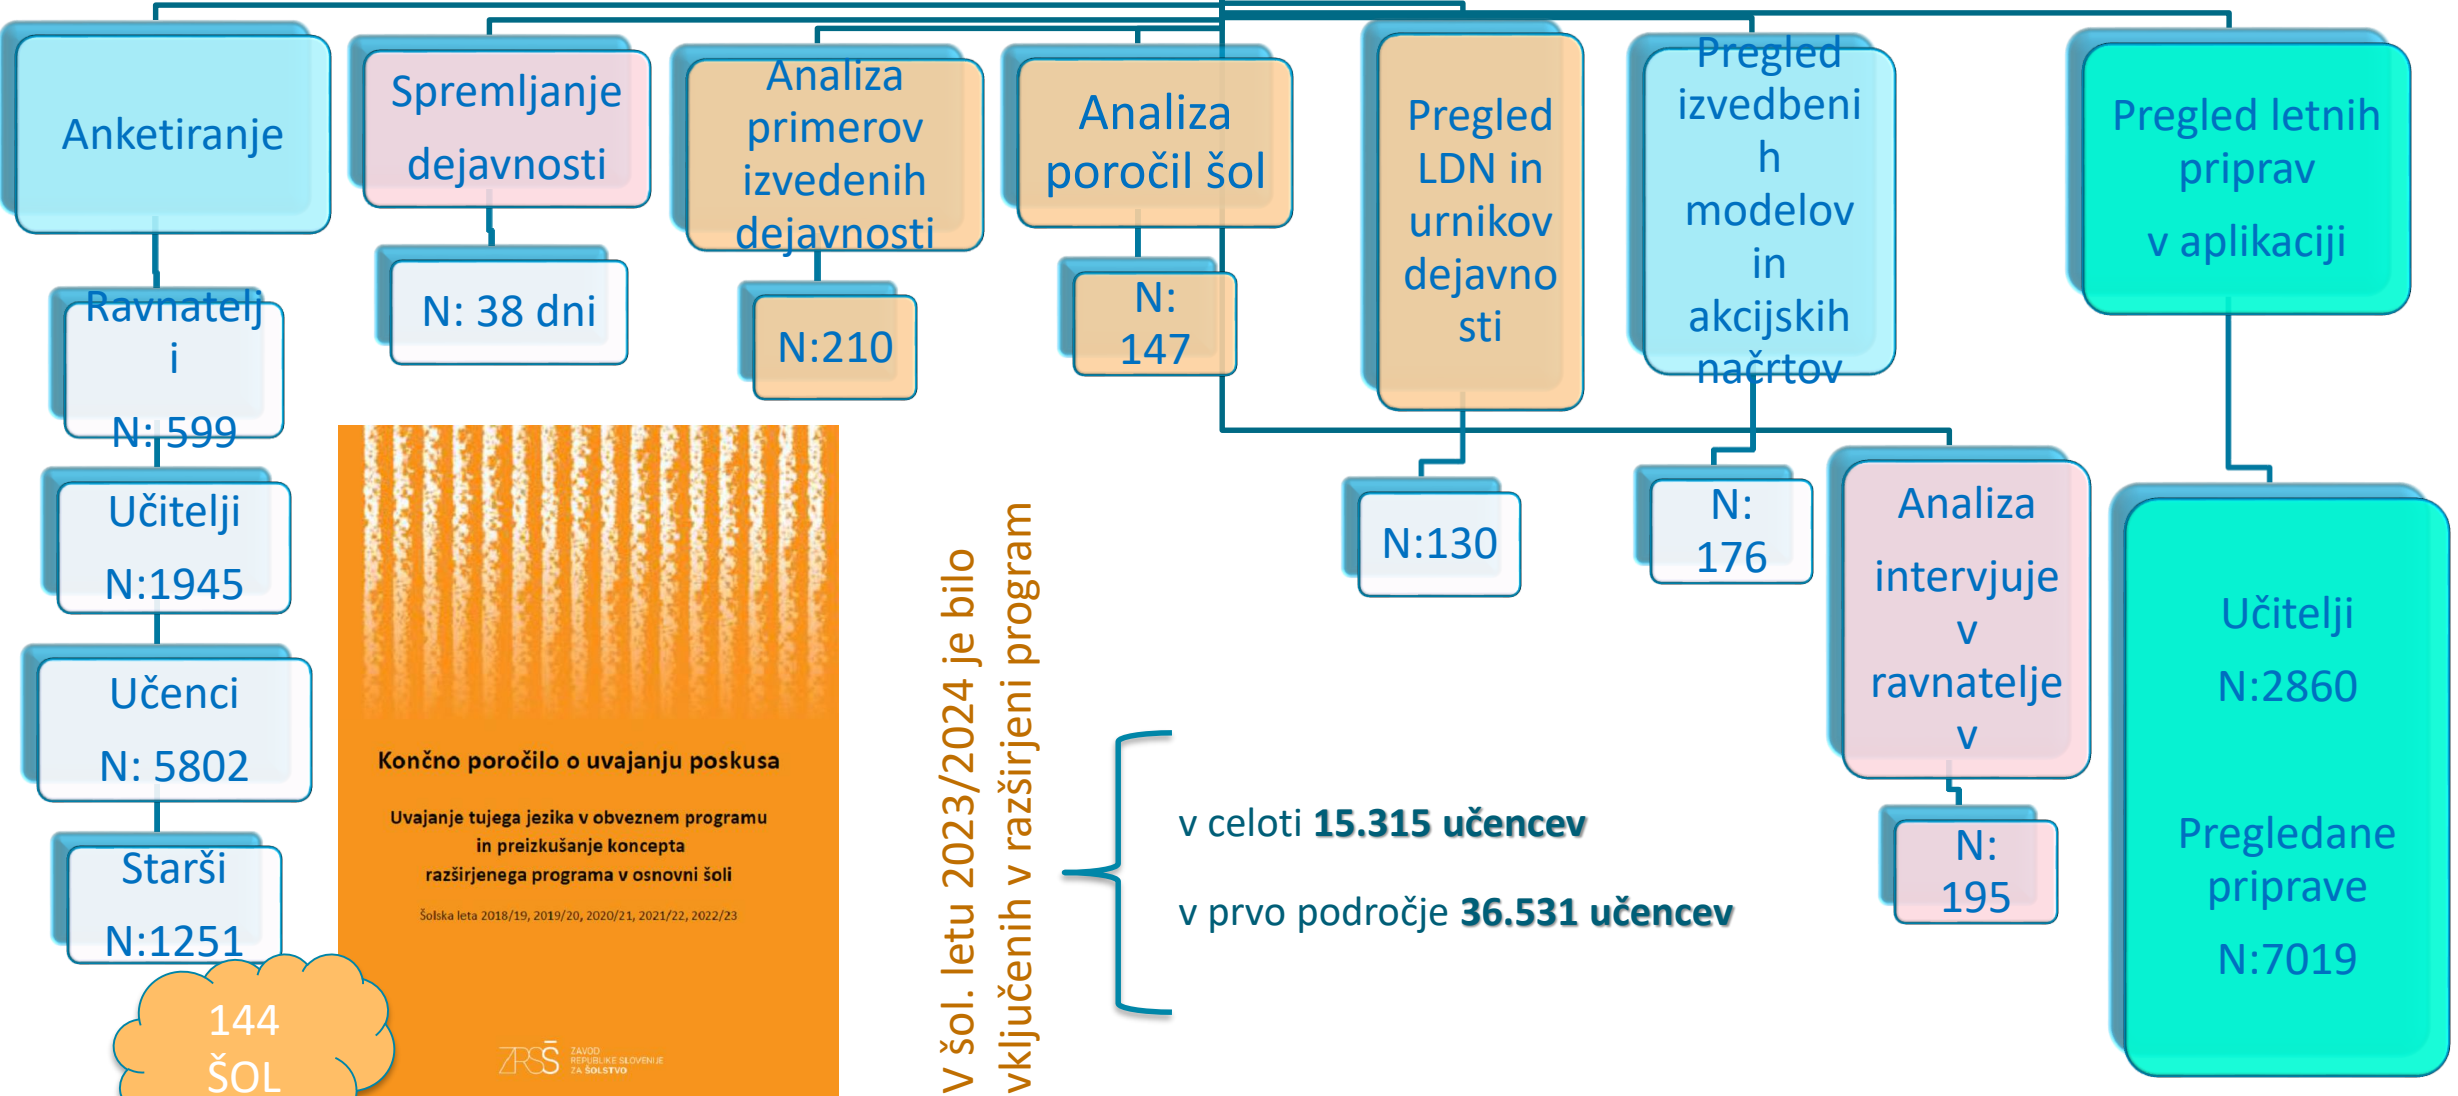 Anketiranje
Ravnatelj
i
N: 599
Učitelji
N:1945
Učenci
N: 5802
Starši
N:1251
144
ŠOL
Spremljanje
dejavnosti
N: 38 dni
Analiza
primerov
izvedenih
dejavnosti
N:210
Analiza
poročil šol
N:
147
Pregled
LDN in
urnikov
dejavno
sti
N:130
Pregled
izvedbeni
h
modelov
in
akcijskih
načrtov
N:
176
Analiza
intervjuje
v
ravnatelje
v
N:
195
Pregled letnih
priprav
v aplikaciji
Učitelji
N:2860
Pregledane
priprave
N:7019
Končno poročilo o uvajanju poskusa
Uvajanje tujega jezika v obveznem programu
in preizkušanje koncepta
razširjenega programa v osnovni šoli
Šolska leta 2018/19, 2019/20, 2020/21, 2021/22, 2022/23
ZRSŠ
ZAVOD
REPUBLIKE SLOVENIJE
ZA ŠOLSTVO
V šol. letu 2023/2024 je bilo
vključenih v razširjeni program
v celoti 15.315 učencev
v prvo področje 36.531 učencev